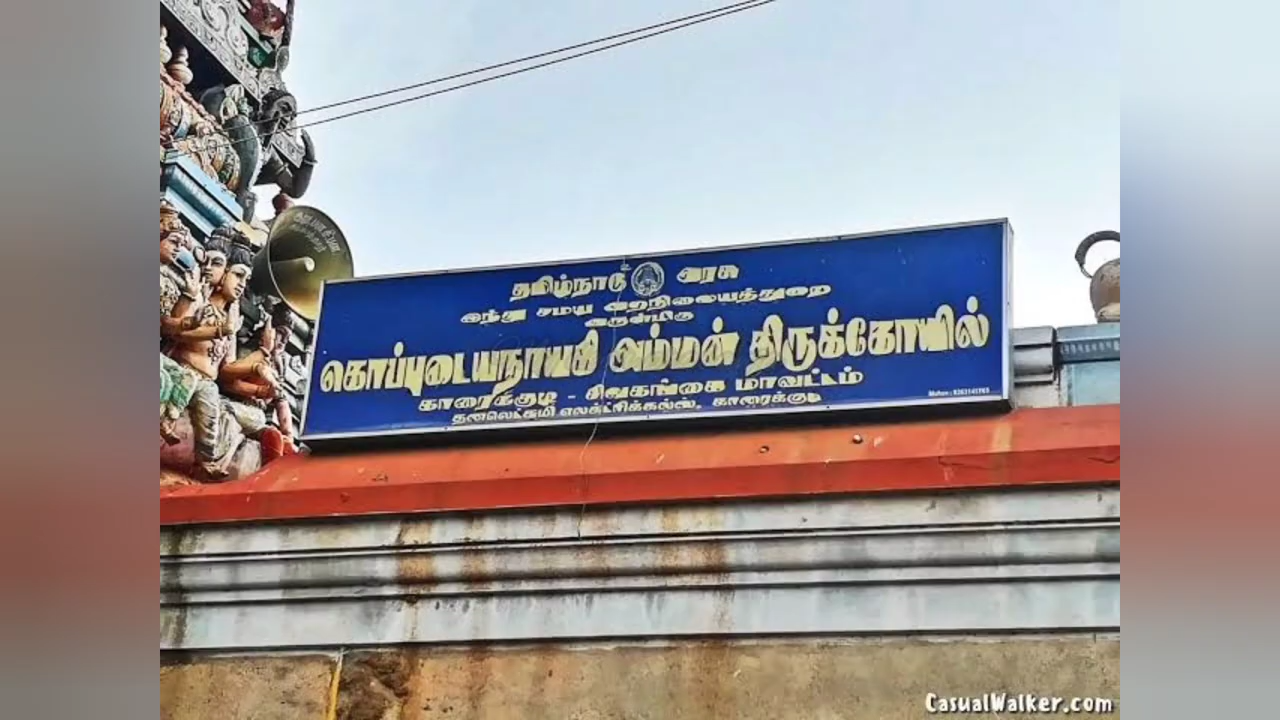 தமிழ்நாடு அரசு
இந்து சமய அறநிலையத்துறை
அருள்மிகு
கொப்புடையநாயகி அம்மன் திருக்கோயில்
காரைக்குடி - சிவகங்கை மாவட்டம்
தனலெட்சுமி எலக்ட்ரிக்கல்ஸ், காரைக்குடி
CasualWalker.com